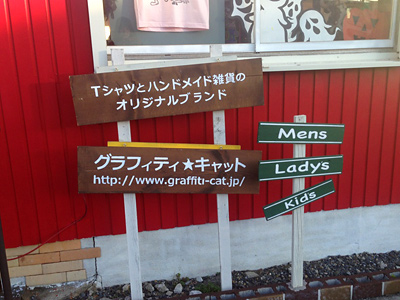 Tシャツとハンドメイド雑貨の
オリジナルブランド
グラフィティ★キャット
http://www.graffiti-cat.jp/
Mens
Ladys
Kids